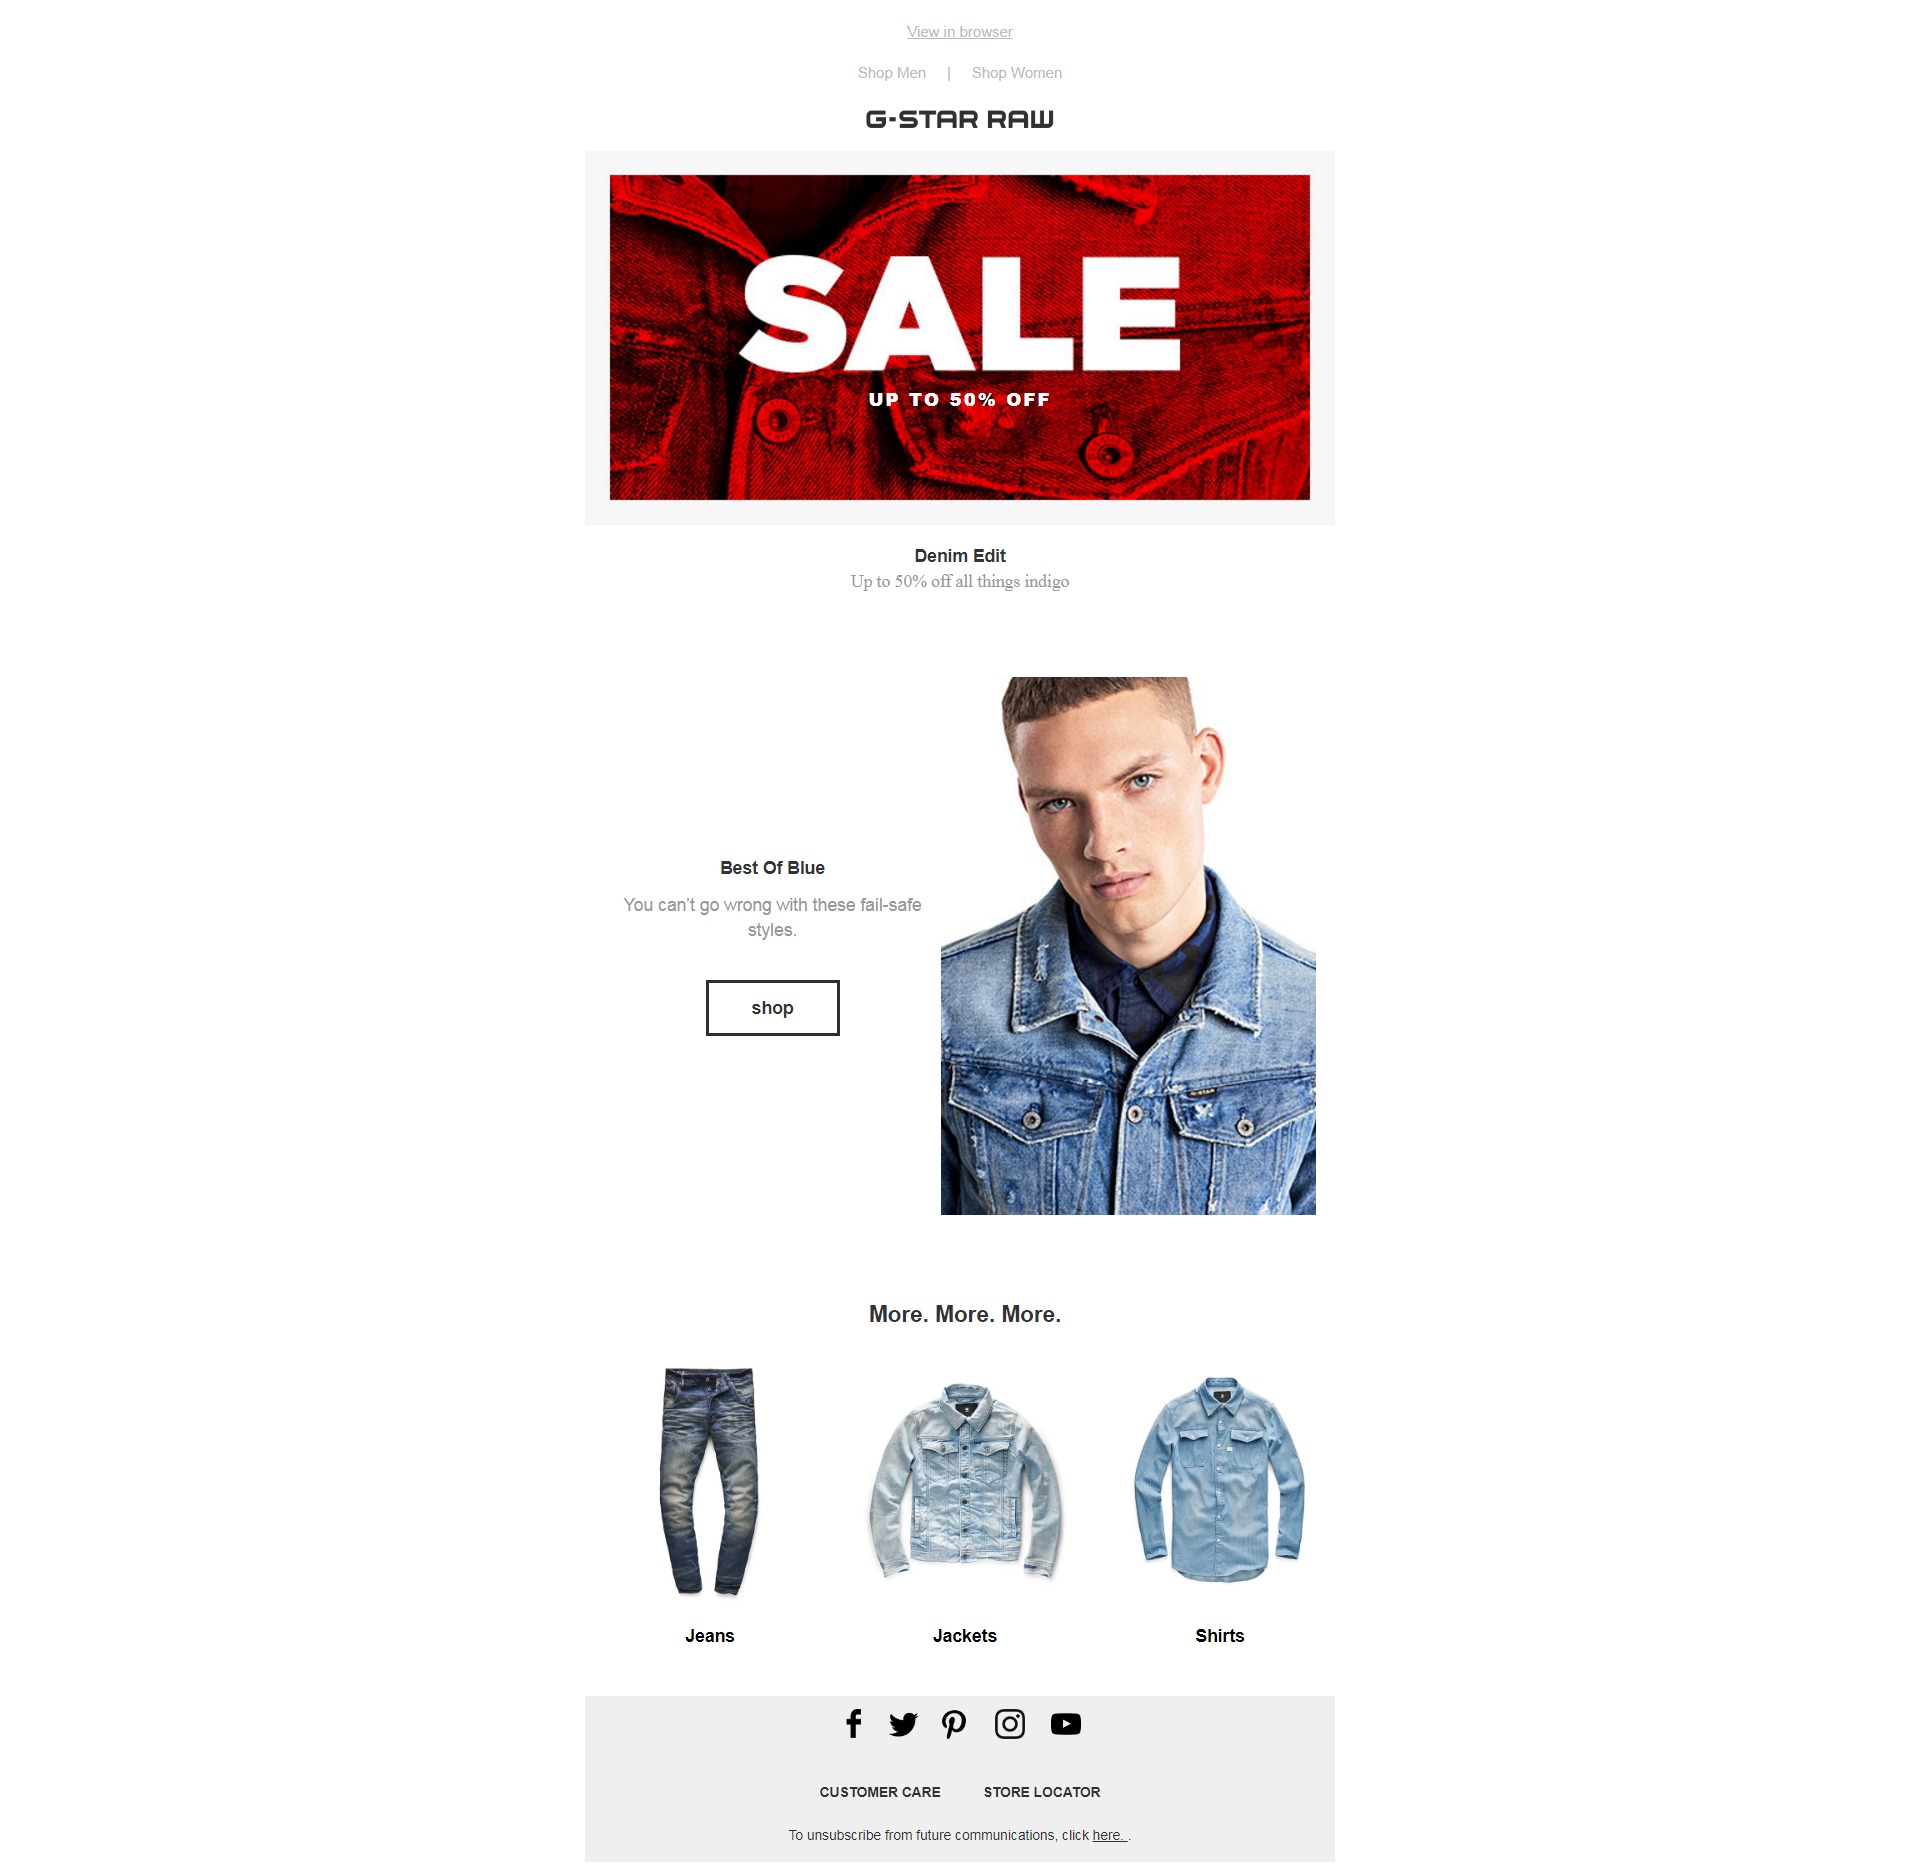 View in browser
Shop Men | Shop Women
G-STAR RAW
SALE
UP TO 50% OFF
Denim Edit
Up to 50% off all things indigo
Best Of Blue
You can’t go wrong with these fail-safe
styles.
shop
G-STAR
More. More. More.
Jeans
Jackets
Shirts
CUSTOMER CARE STORE LOCATOR
To unsubscribe from future communications, click here. .